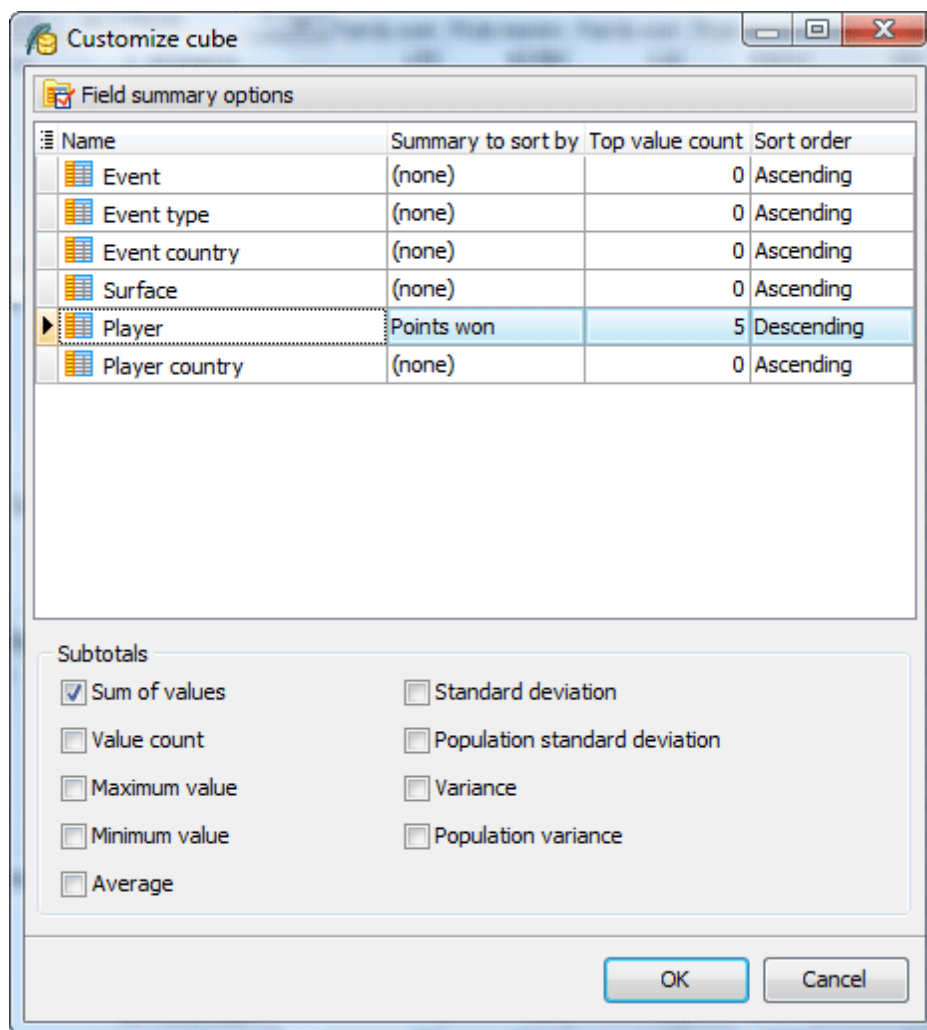 Customize cube
Field summary options
Name Summary to sort by Top value count Sort order
Event (none) 0 Ascending
Event type (none) 0 Ascending
Event country (none) 0 Ascending
Surface (none) 0 Ascending
Player Points won 5 Descending
Player country (none) 0 Ascending
Subtotals
Sum of values Standard deviation
Value count Population standard deviation
Maximum value Variance
Minimum value Population variance
Average
OK Cancel